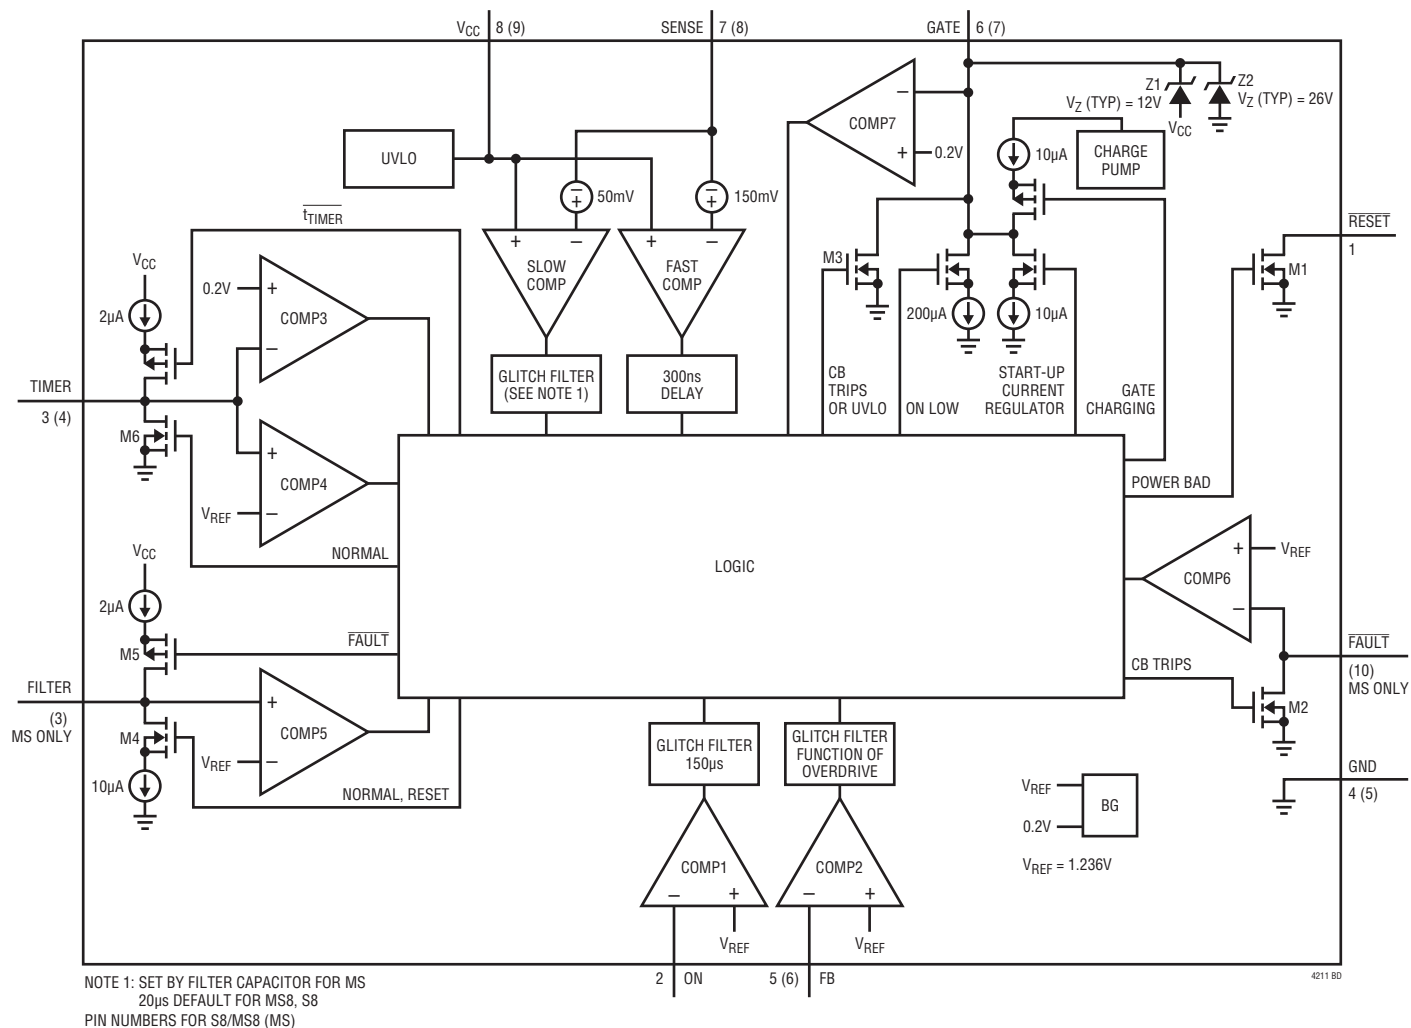 VCC 8 (9)
SENSE 7 (8)
GATE 6 (7)
Z1
VZ (TYP) = 12V
VCC
Z2
VZ (TYP) = 26V
COMP7
−
+
0.2V
UVLO
10µA
CHARGE
PUMP
− +
50mV
− +
150mV
tTIMER
RESET
1
VCC
+ −
SLOW
COMP
+ −
FAST
COMP
M3
M1
0.2V
+
COMP3
−
2µA
200µA
10µA
GLITCH FILTER
(SEE NOTE 1)
300ns
DELAY
CB
TRIPS
OR UVLO
ON LOW
START-UP
CURRENT
REGULATOR
GATE
CHARGING
TIMER
3 (4)
M6
+
COMP4
VREF
−
POWER BAD
NORMAL
LOGIC
+
VREF
COMP6
−
VCC
2µA
FAULT
M5
CB TRIPS
FAULT
(10)
MS ONLY
M2
FILTER
(3)
MS ONLY
+
COMP5
VREF
−
M4
10µA
NORMAL, RESET
GLITCH FILTER
150µs
GLITCH FILTER
FUNCTION OF
OVERDRIVE
GND
4 (5)
VREF
0.2V
BG
VREF = 1.236V
COMP1
− +
VREF
COMP2
− +
VREF
2 ON
5 (6) FB
4211 BD
NOTE 1: SET BY FILTER CAPACITOR FOR MS
20µs DEFAULT FOR MS8, S8
PIN NUMBERS FOR S8/MS8 (MS)